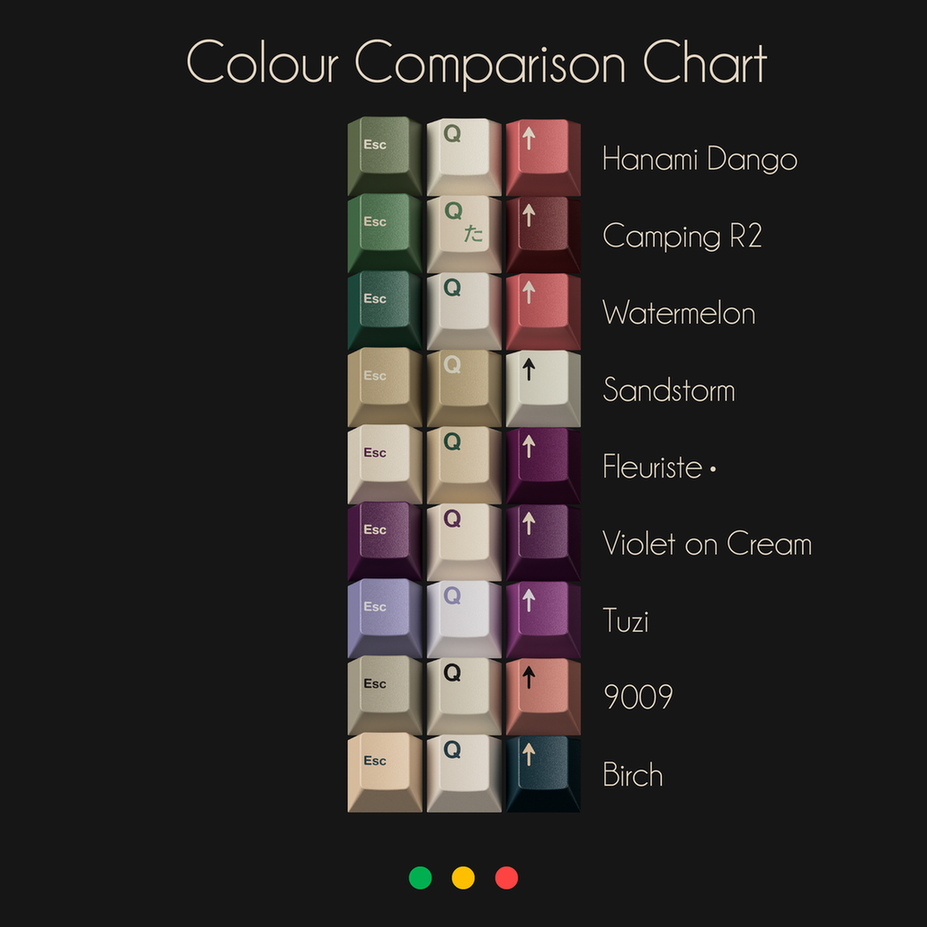 Colour Comparison Chart
Esc Q ↑ Hanami Dango
Esc Q た ↑ Camping R2
Esc Q ↑ Watermelon
Esc Q ↑ Sandstorm
Esc Q ↑ Fleuriste •
Esc Q ↑ Violet on Cream
Esc Q ↑ Tuzi
Esc Q ↑ 9009
Esc Q ↑ Birch